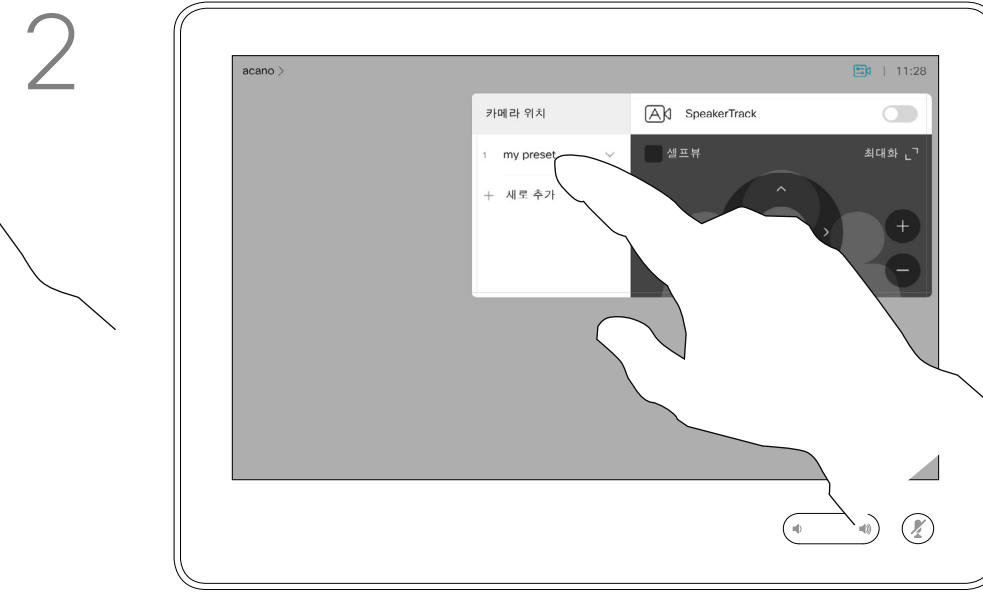 2
acano > | 11:28
카메라 위치
SpeakerTrack
1 my preset
셀프뷰
최대화
+ 새로 추가
+
−